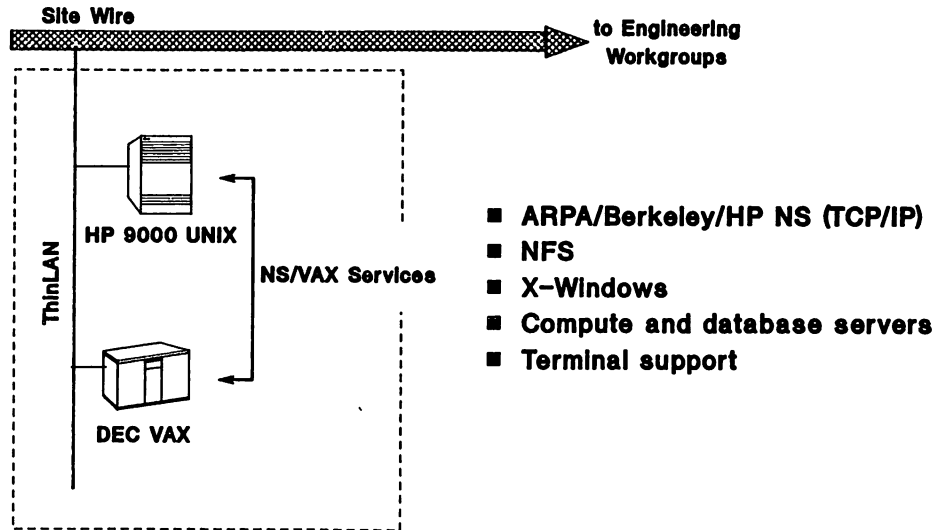 Site Wire
to Engineering
Workgroups
HP 9000 UNIX
ThinLAN
NS/VAX Services
DEC VAX
■ ARPA/Berkeley/HP NS (TCP/IP)
■ NFS
■ X-Windows
■ Compute and database servers
■ Terminal support